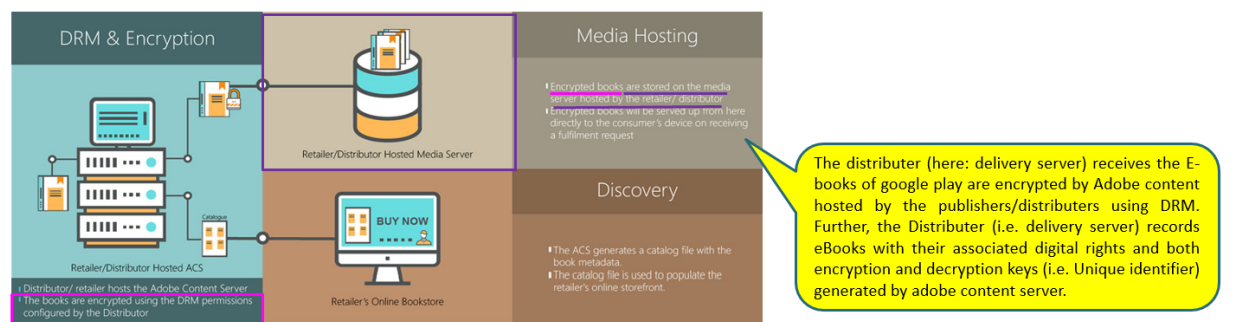 DRM & Encryption
Retailer/Distributor Hosted ACS
Distributor/ retailer hosts the Adobe Content Server
The books are encrypted using the DRM permissions
configured by the Distributor
Catalogue
Retailer/Distributor Hosted Media Server
BUY NOW
Retailer's Online Bookstore
Media Hosting
Encrypted books are stored on the media
server hosted by the retailer/ distributor
Encrypted books will be served up from here
directly to the consumer's device on receiving
a fulfilment request
Discovery
The ACS generates a catalog file with the
book metadata.
The catalog file is used to populate the
retailer's online storefront.
The distributer (here: delivery server) receives the E-
books of google play are encrypted by Adobe content
hosted by the publishers/distributers using DRM.
Further, the Distributer (i.e. delivery server) records
eBooks with their associated digital rights and both
encryption and decryption keys (i.e. Unique identifier)
generated by adobe content server.